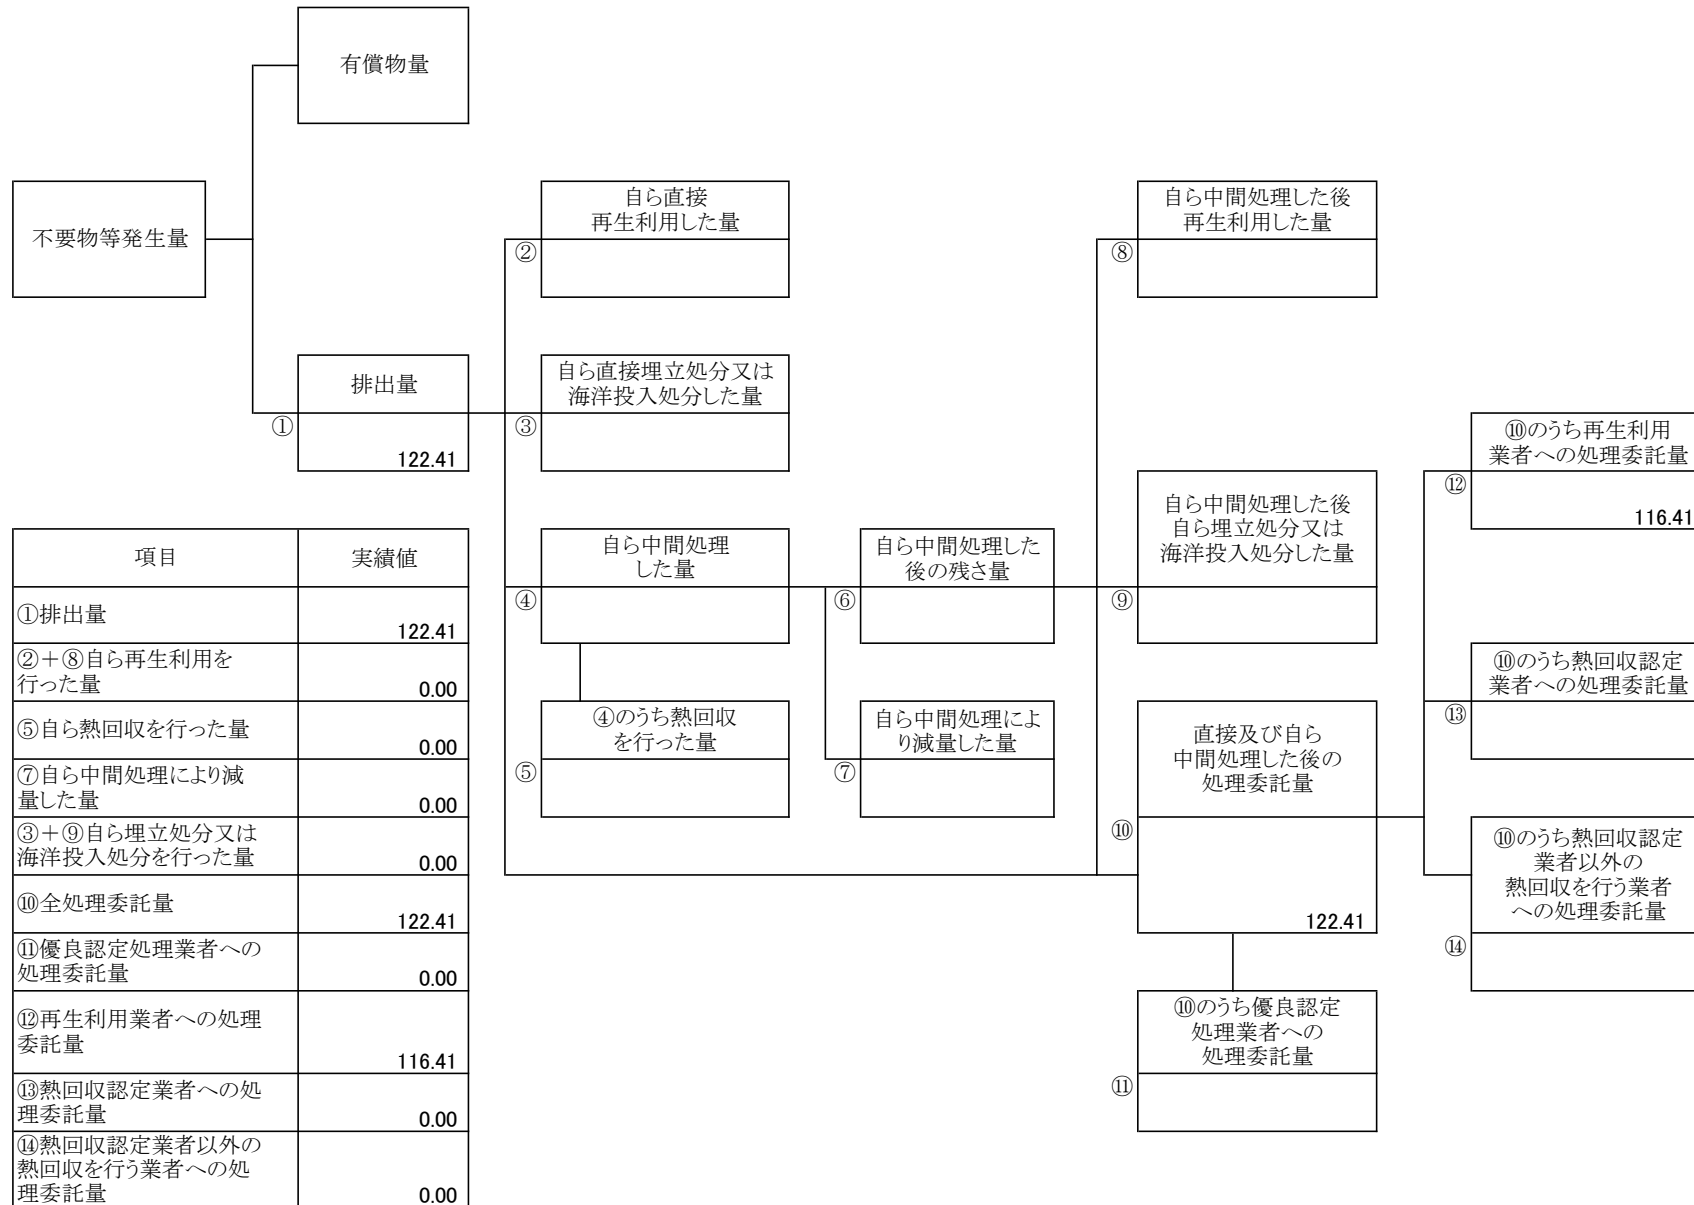 有償物量
不要物等発生量
自ら直接
再生利用した量
②
自ら中間処理した後
再生利用した量
⑧
排出量
①
122.41
自ら直接埋立処分又は
海洋投入処分した量
③
⑩のうち再生利用
業者への処理委託量
⑫
116.41
自ら中間処理
した量
④
自ら中間処理した
後の残さ量
⑥
自ら中間処理した後
自ら埋立処分又は
海洋投入処分した量
⑨
⑩のうち熱回収認定
業者への処理委託量
⑬
④のうち熱回収
を行った量
⑤
自ら中間処理によ
り減量した量
⑦
直接及び自ら
中間処理した後の
処理委託量
⑩
122.41
⑩のうち熱回収認定
業者以外の
熱回収を行う業者
への処理委託量
⑭
⑩のうち優良認定
処理業者への
処理委託量
⑪
項目 実績値
①排出量
122.41
②＋⑧自ら再生利用を
行った量 0.00
⑤自ら熱回収を行った量
0.00
⑦自ら中間処理により減
量した量 0.00
③＋⑨自ら埋立処分又は
海洋投入処分を行った量 0.00
⑩全処理委託量
122.41
⑪優良認定処理業者への
処理委託量 0.00
⑫再生利用業者への処理
委託量
116.41
⑬熱回収認定業者への処
理委託量 0.00
⑭熱回収認定業者以外の
熱回収を行う業者への処
理委託量 0.00